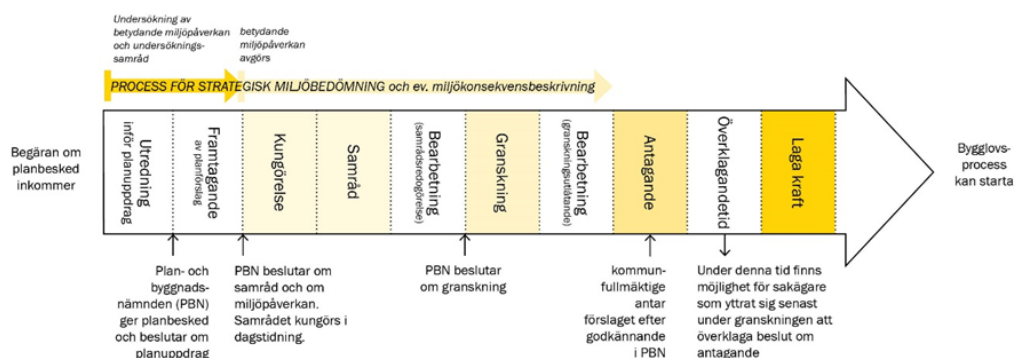 Undersökning av
betydande miljöpåverkan
och undersöknings-
samråd
betydande
miljöpåverkan
avgörs
PROCESS FÖR STRATEGISK MILJÖBEDÖMNING och ev. miljökonsekvensbeskrivning
Begäran om
planbesked
inkommer
Utredning
inför planuppdrag
Framtagande
av planförslag
Kungörelse
Samråd
Bearbetning
(samrådsredogörelse)
Granskning
Bearbetning
(granskningsutlåtande)
Antagande
Överklagandetid
Laga kraft
Bygglovs-
process
kan starta
Plan- och
byggnads-
nämnden (PBN)
ger planbesked
och beslutar om
planuppdrag
PBN beslutar om
samråd och om
miljöpåverkan.
Samrådet kungörs i
dagstidning.
PBN beslutar
om granskning
kommun-
fullmäktige
antar
förslaget efter
godkännande
i PBN
Under denna tid finns
möjlighet för sakägare
som yttrat sig senast
under granskningen att
överklaga beslut om
antagande